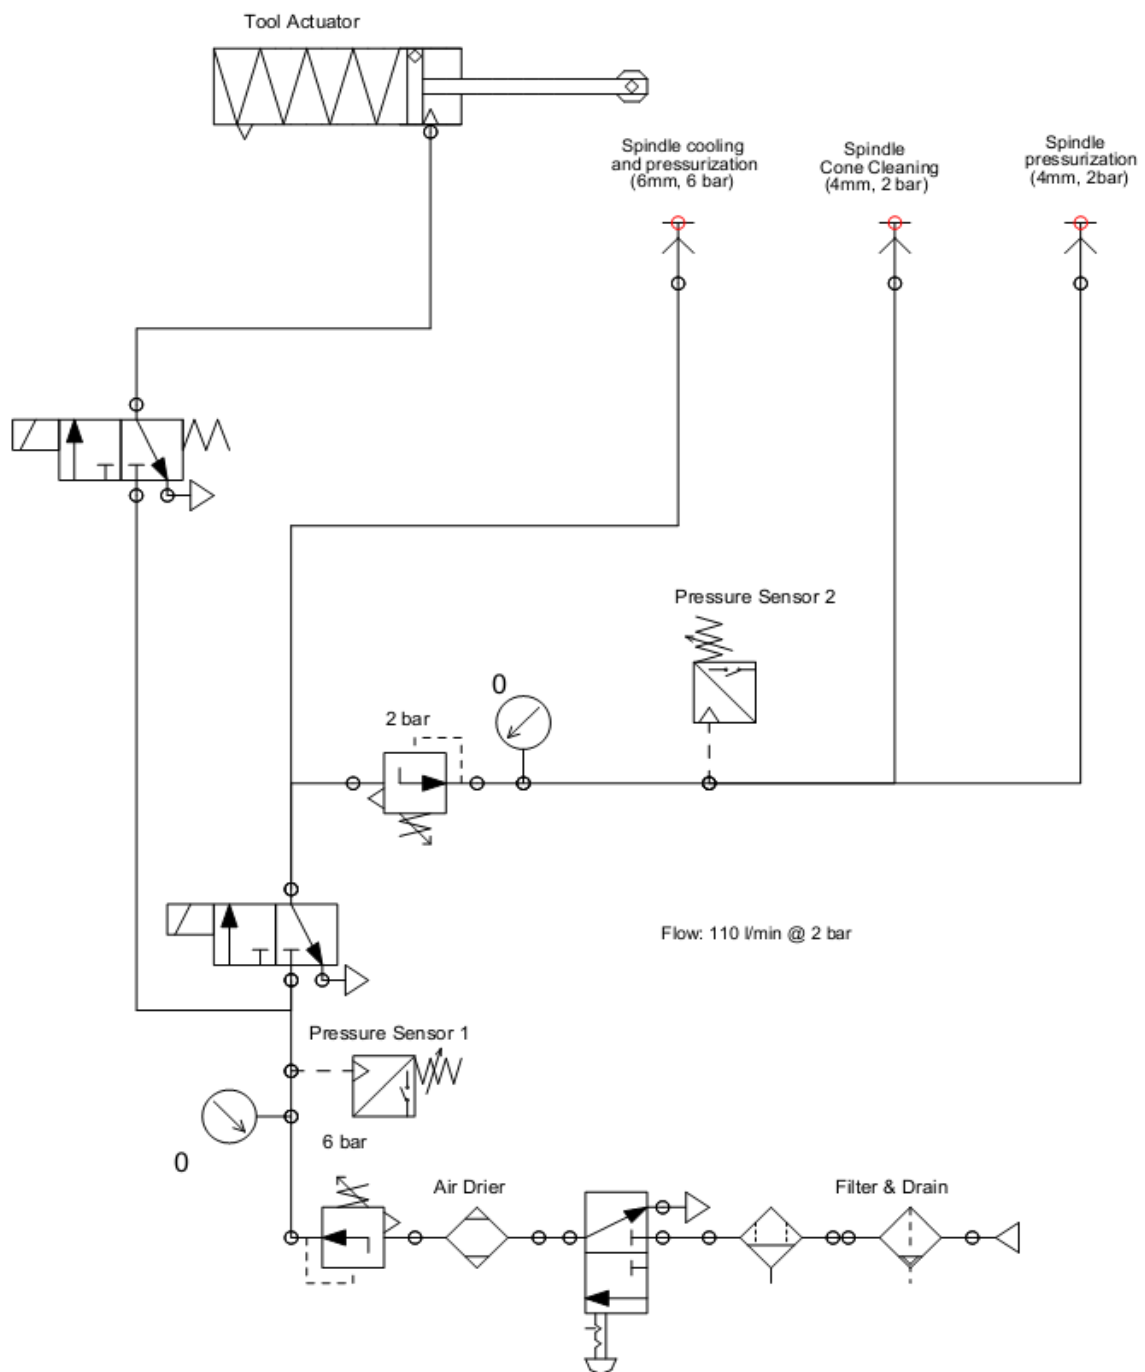 Tool Actuator
Spindle cooling
and pressurization
(6mm, 6 bar)
Spindle
Cone Cleaning
(4mm, 2 bar)
Spindle
pressurization
(4mm, 2bar)
Pressure Sensor 2
0
2 bar
Flow: 110 l/min @ 2 bar
Pressure Sensor 1
6 bar
0
Air Drier
Filter & Drain